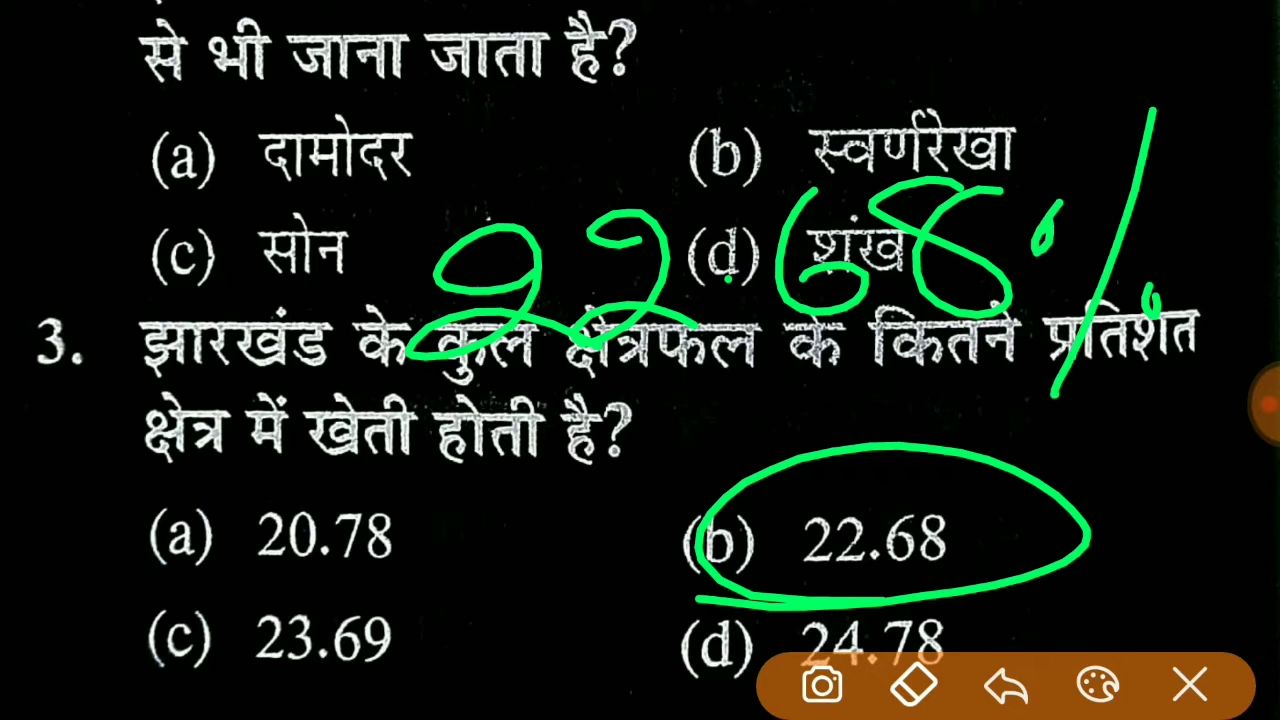 से भी जाना जाता है?
(a) दामोदर (b) स्वर्णरेखा
(c) सोन (d) शंख
22.68%
3. झारखंड के कुल क्षेत्रफल के कितने प्रतिशत
क्षेत्र में खेती होती है?
(a) 20.78 (b) 22.68
(c) 23.69 (d) 24.78